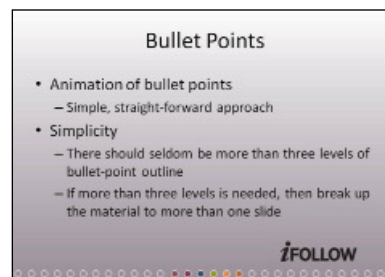 Bullet Points
• Animation of bullet points
– Simple, straight-forward approach
• Simplicity
– There should seldom be more than three levels of
bullet-point outline
– If more than three levels is needed, then break up
the material to more than one slide
iFOLLOW